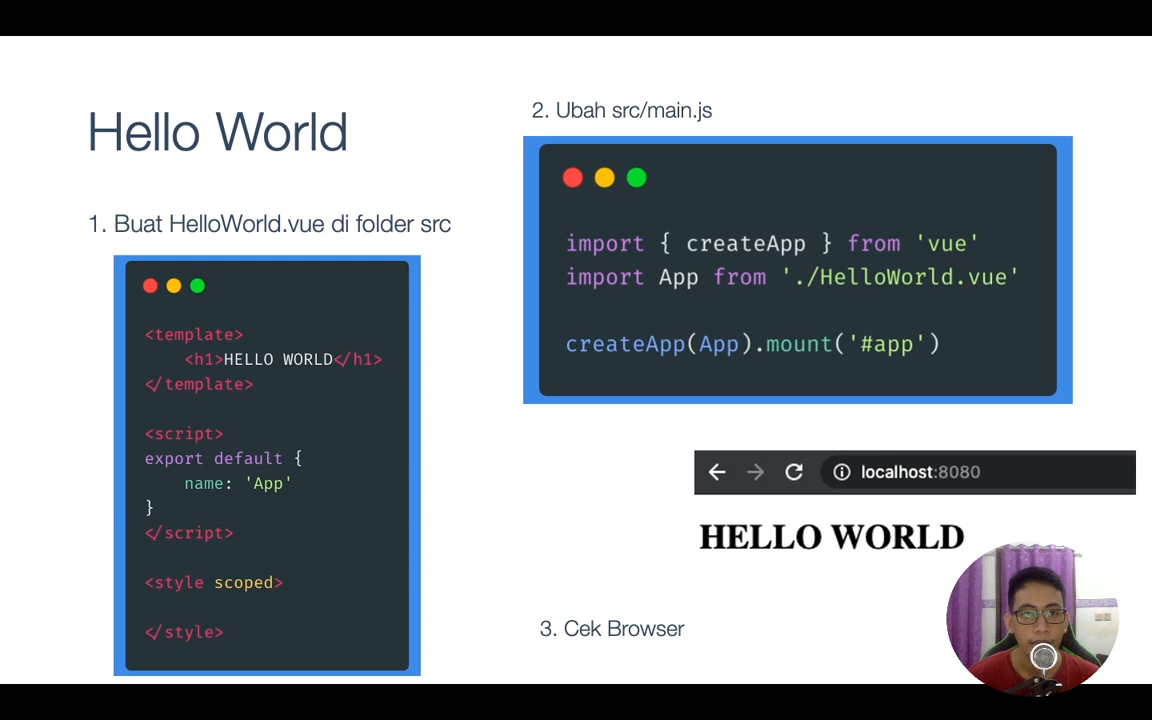 Hello World
1. Buat HelloWorld.vue di folder src
<template>
<h1>HELLO WORLD</h1>
</template>
<script>
export default {
name: 'App'
}
</script>
<style scoped>
</style>
2. Ubah src/main.js
import { createApp } from 'vue'
import App from './HelloWorld.vue'
createApp(App).mount('#app')
localhost:8080
HELLO WORLD
3. Cek Browser